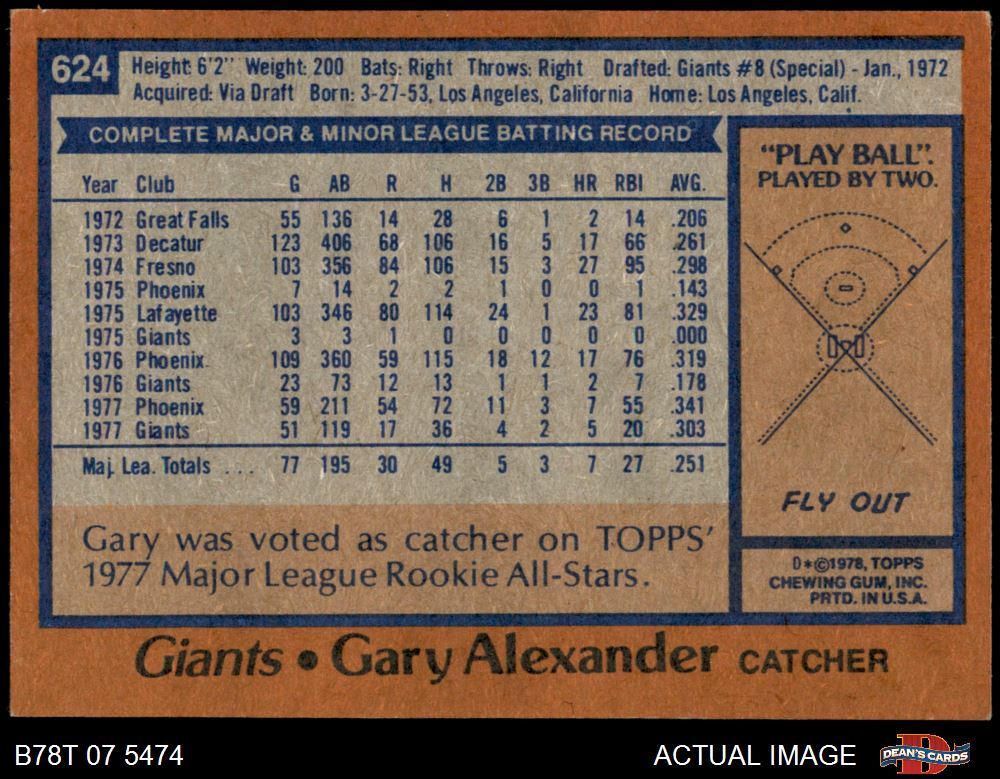 624
Height: 6'2" Weight: 200 Bats: Right Throws: Right Drafted: Giants #8 (Special) - Jan., 1972
Acquired: Via Draft Born: 3-27-53, Los Angeles, California Home: Los Angeles, Calif.
COMPLETE MAJOR & MINOR LEAGUE BATTING RECORD
Year Club G AB R H 2B 3B HR RBI AVG.
1972 Great Falls 55 136 14 28 6 1 2 14 .206
1973 Decatur 123 406 68 106 16 5 17 66 .261
1974 Fresno 103 356 84 106 15 3 27 95 .298
1975 Phoenix 7 14 2 2 1 0 0 1 .143
1975 Lafayette 103 346 80 114 24 1 23 81 .329
1975 Giants 3 3 1 0 0 0 0 0 .000
1976 Phoenix 109 360 59 115 18 12 17 76 .319
1976 Giants 23 73 12 13 1 1 2 7 .178
1977 Phoenix 59 211 54 72 11 3 7 55 .341
1977 Giants 51 119 17 36 4 2 5 20 .303
Maj. Lea. Totals ... 77 195 30 49 5 3 7 27 .251
Gary was voted as catcher on TOPPS'
1977 Major League Rookie All-Stars.
"PLAY BALL".
PLAYED BY TWO.
FLY OUT
D*©1978, TOPPS
CHEWING GUM, INC.
PRTD. IN U.S.A.
Giants • Gary Alexander CATCHER
B78T 07 5474
ACTUAL IMAGE
DEAN'S CARDS